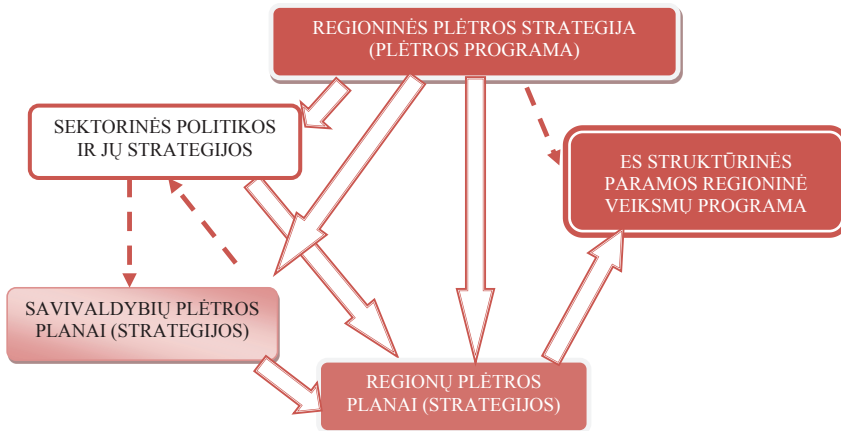 REGIONINĖS PLĖTROS STRATEGIJA
(PLĖTROS PROGRAMA)
SEKTORINĖS POLITIKOS
IR JŲ STRATEGIJOS
ES STRUKTŪRINĖS
PARAMOS REGIONINĖ
VEIKSMŲ PROGRAMA
SAVIVALDYBIŲ PLĖTROS
PLANAI (STRATEGIJOS)
REGIONŲ PLĖTROS
PLANAI (STRATEGIJOS)